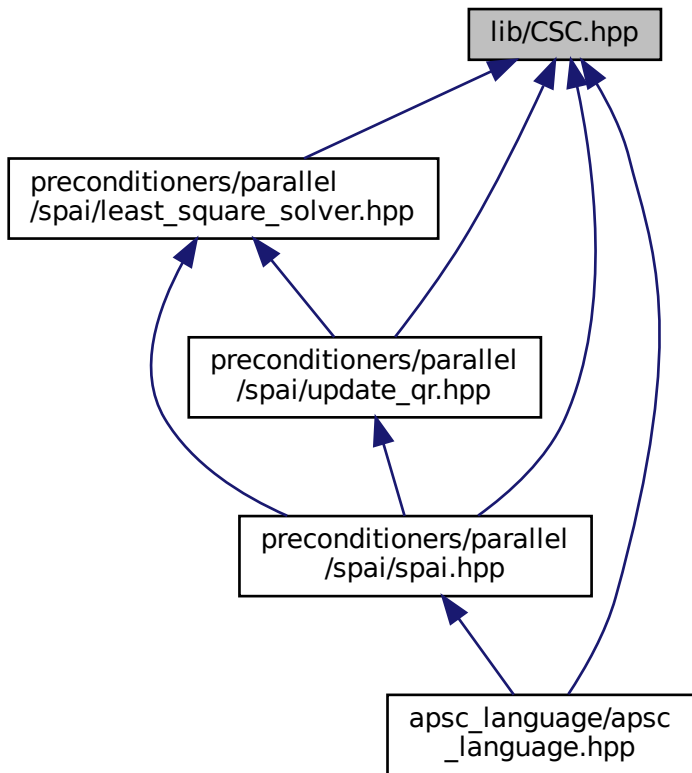 lib/CSC.hpp
preconditioners/parallel
/spai/least_square_solver.hpp
preconditioners/parallel
/spai/update_qr.hpp
preconditioners/parallel
/spai/spai.hpp
apsc_language/apsc
_language.hpp